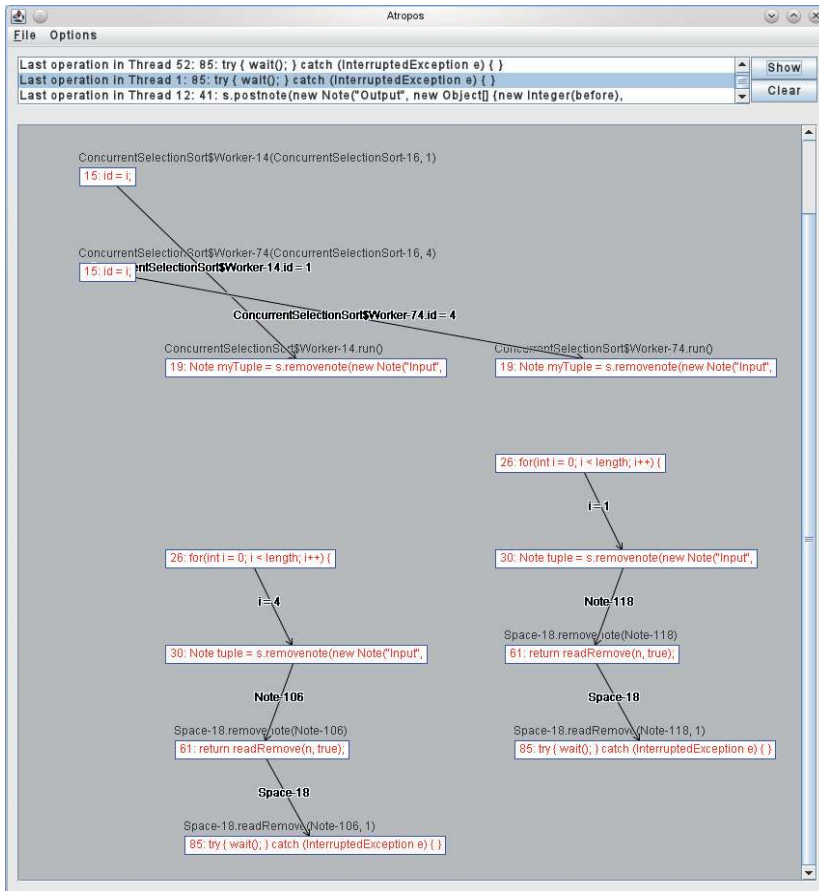 Atropos
File Options
Last operation in Thread 52: 85: try { wait(); } catch (InterruptedException e) { }
Show
Last operation in Thread 1: 85: try { wait(); } catch (InterruptedException e) { }
Last operation in Thread 12: 41: s.postnote(new Note("Output", new Object[] {new Integer(before),
Clear
ConcurrentSelectionSort$Worker-14(ConcurrentSelectionSort-16, 1)
15: id = i;
ConcurrentSelectionSort$Worker-74(ConcurrentSelectionSort-16, 4)
15: id = i;
rrentSelectionSort$Worker-14.id = 1
ConcurrentSelectionSort$Worker-74.id = 4
ConcurrentSelectionSort$Worker-14.run()
ConcurrentSelectionSort$Worker-74.run()
19: Note myTuple = s.removenote(new Note("Input",
19: Note myTuple = s.removenote(new Note("Input",
26: for(int i = 0; i < length; i++) {
i = 1
26: for(int i = 0; i < length; i++) {
30: Note tuple = s.removenote(new Note("Input",
i = 4
Note-118
Space-18.removenote(Note-118)
30: Note tuple = s.removenote(new Note("Input",
61: return readRemove(n, true);
Note-106
Space-18
Space-18.removenote(Note-106)
Space-18.readRemove(Note-118, 1)
61: return readRemove(n, true);
85: try { wait(); } catch (InterruptedException e) { }
Space-18
Space-18.readRemove(Note-106, 1)
85: try { wait(); } catch (InterruptedException e) { }